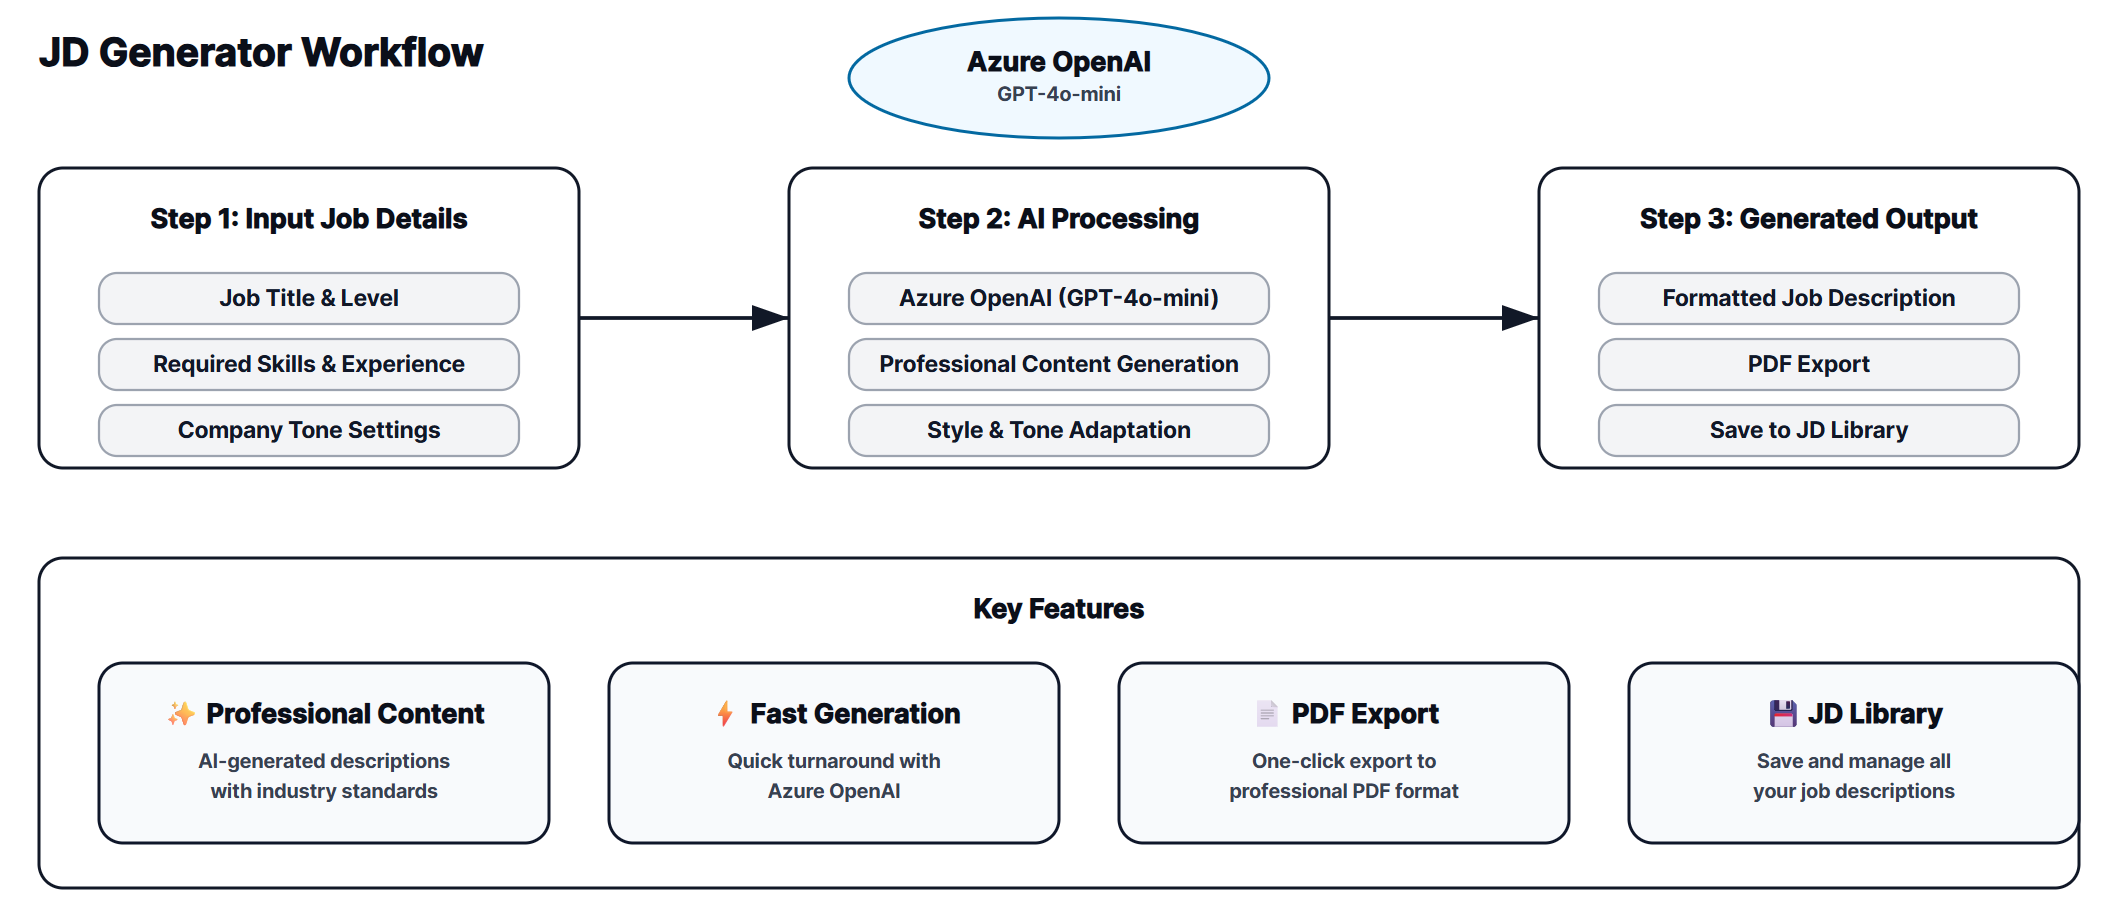 JD Generator Workflow
Azure OpenAI
GPT-4o-mini
Step 1: Input Job Details
Job Title & Level
Required Skills & Experience
Company Tone Settings
Step 2: AI Processing
Azure OpenAI (GPT-4o-mini)
Professional Content Generation
Style & Tone Adaptation
Step 3: Generated Output
Formatted Job Description
PDF Export
Save to JD Library
Key Features
✨ Professional Content
AI-generated descriptions
with industry standards
⚡ Fast Generation
Quick turnaround with
Azure OpenAI
📄 PDF Export
One-click export to
professional PDF format
💾 JD Library
Save and manage all
your job descriptions